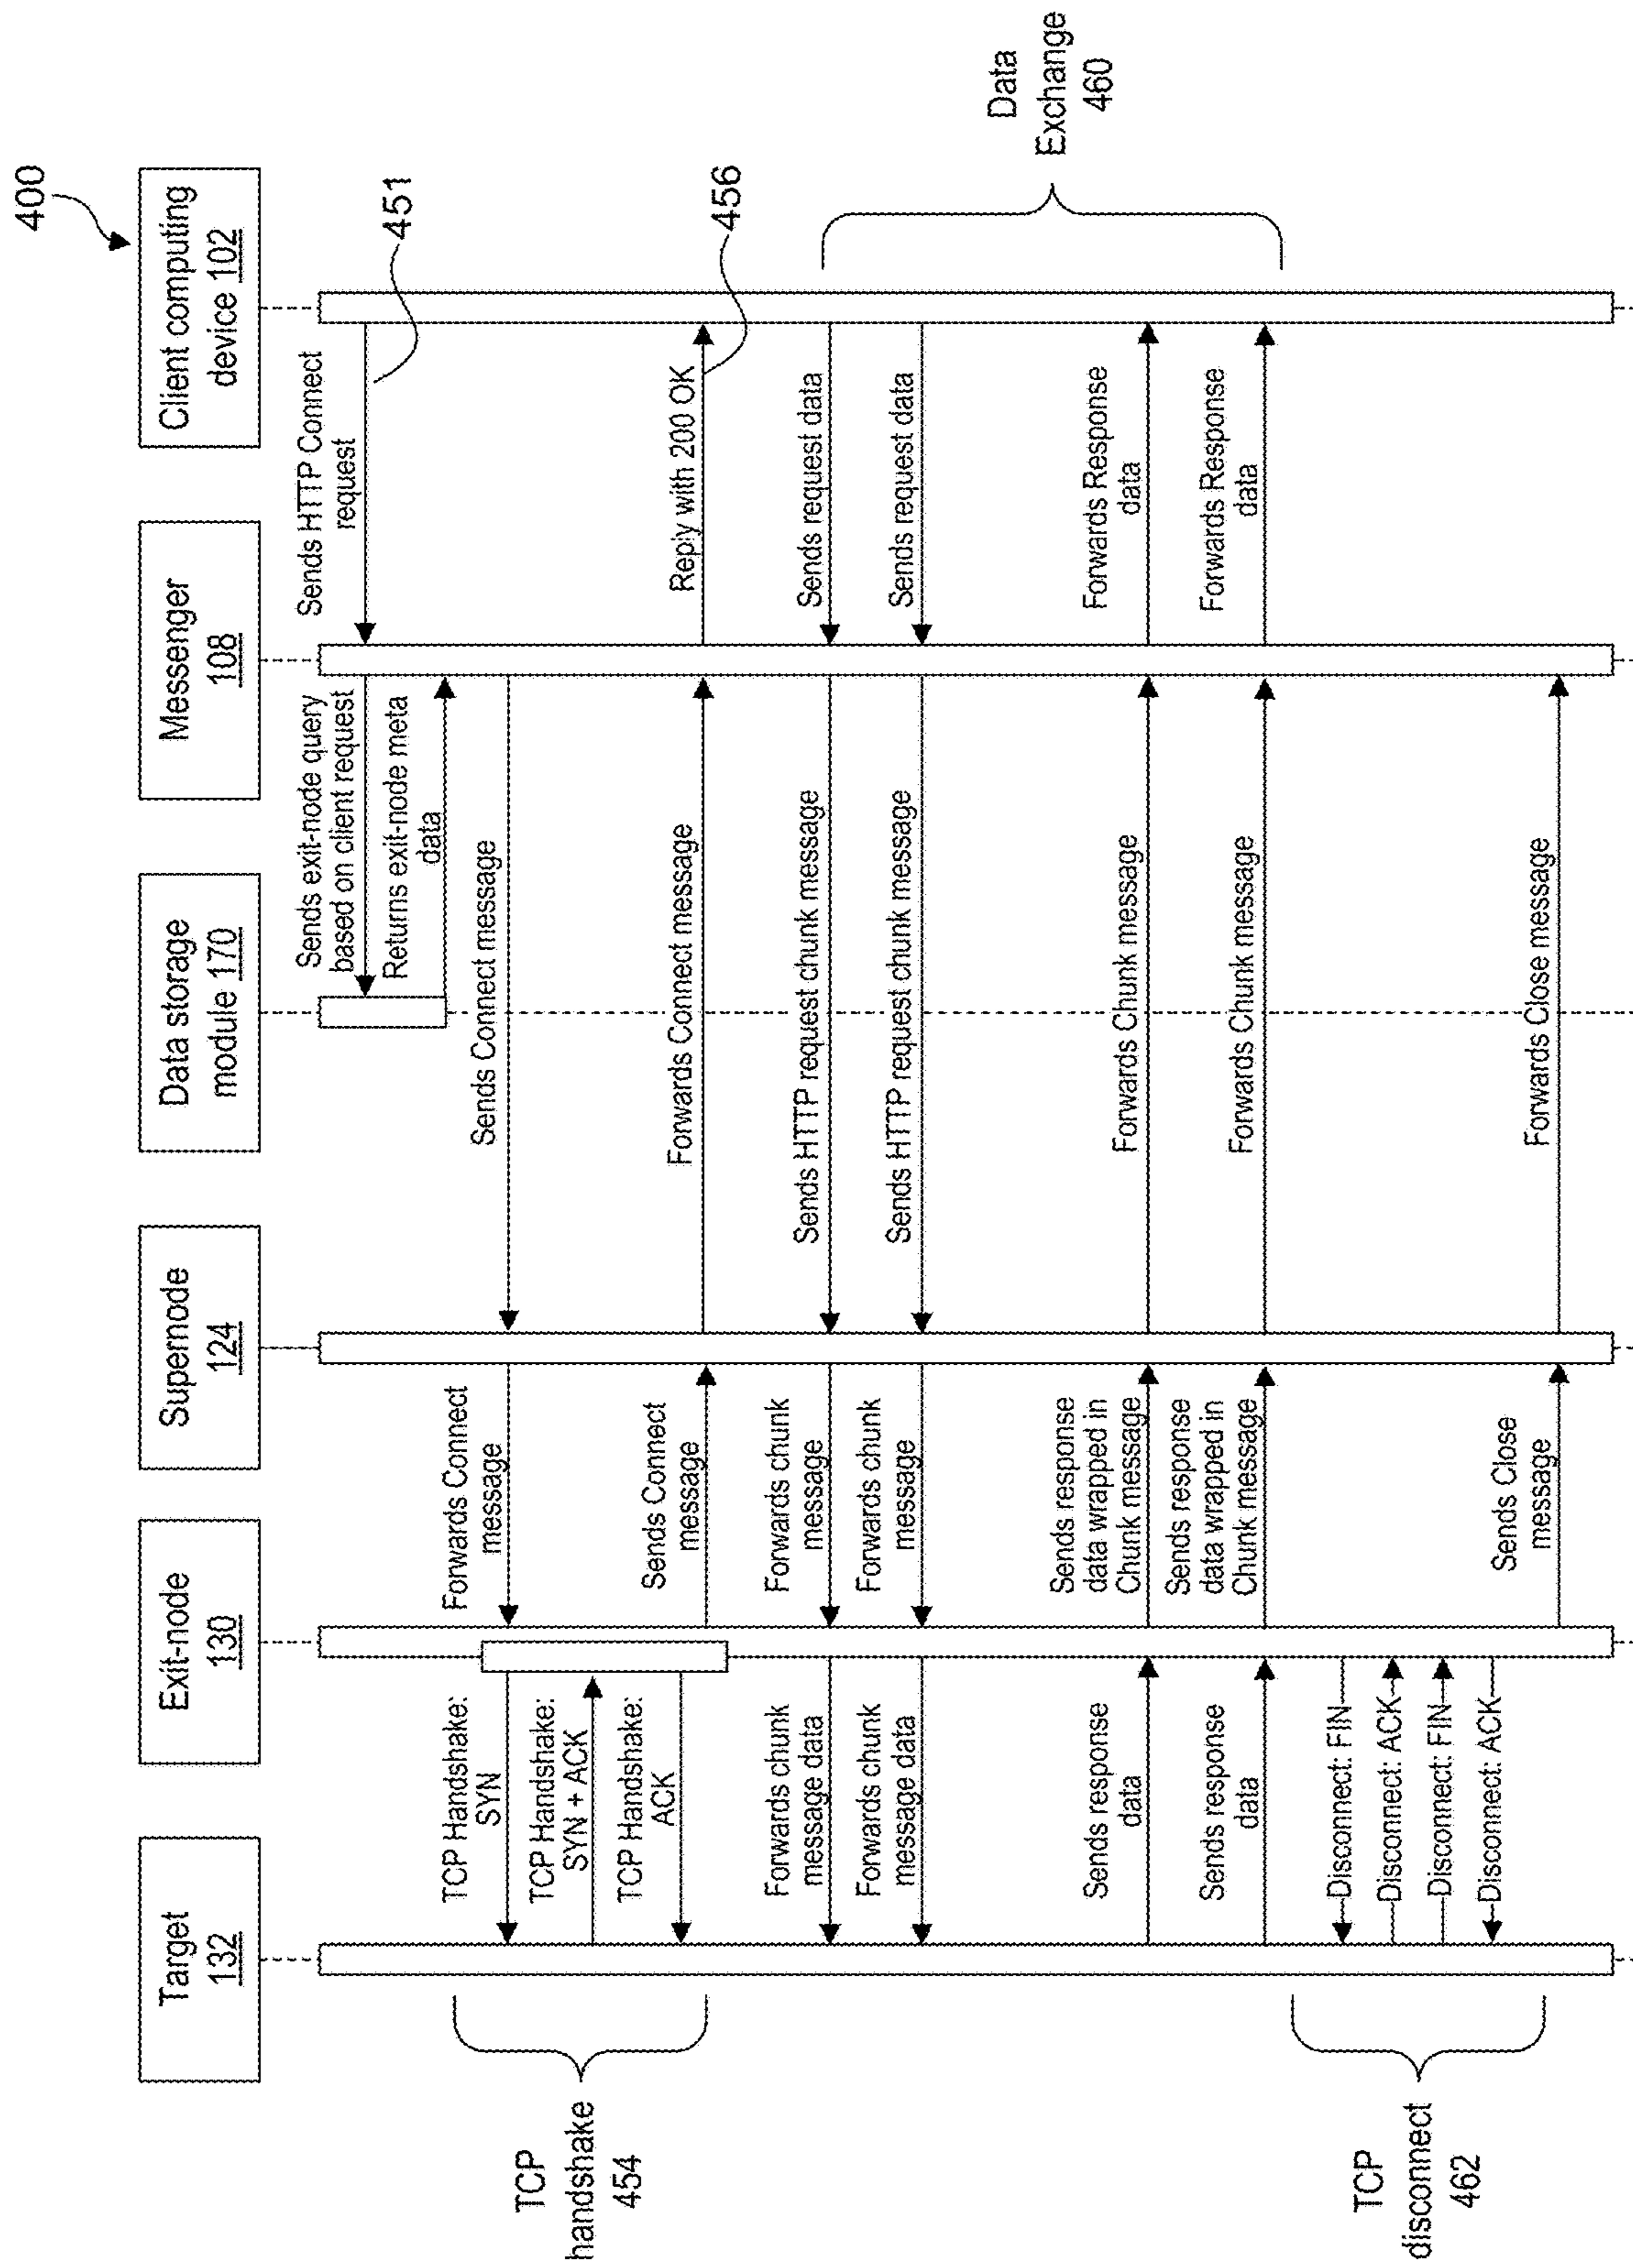 400
Target
132
Exit-node
130
Supernode
124
Data storage
module 170
Messenger
108
Client computing
device 102
Sends HTTP Connect
request
451
Sends exit-node query
based on client request
Returns exit-node meta
data
Sends Connect message
Forwards Connect
message
TCP
handshake
454
TCP Handshake:
SYN
TCP Handshake:
SYN + ACK
TCP Handshake:
ACK
Sends Connect
message
Forwards Connect message
Reply with 200 OK
456
Forwards chunk
message data
Forwards chunk
message
Sends HTTP request chunk message
Sends request data
Forwards chunk
message data
Forwards chunk
message
Sends HTTP request chunk message
Sends request data
Data
Exchange
460
Sends response
data
Sends response
data wrapped in
Chunk message
Forwards Chunk message
Forwards Response
data
Sends response
data
Sends response
data wrapped in
Chunk message
Forwards Chunk message
Forwards Response
data
TCP
disconnect
462
Disconnect: FIN
Disconnect: ACK
Disconnect: FIN
Disconnect: ACK
Sends Close
message
Forwards Close message